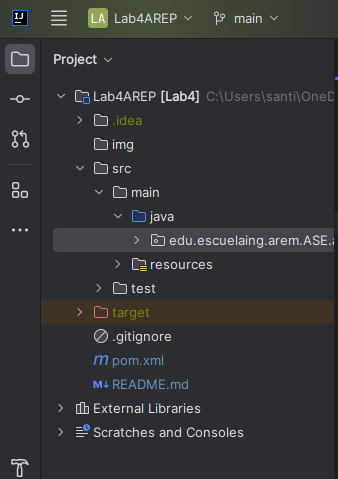 IJ LA Lab4AREP main
Project
Lab4AREP [Lab4] C:\Users\santi\OneD
.idea
img
src
main
java
edu.escuelaing.arem.ASE.a
resources
test
target
.gitignore
pom.xml
README.md
External Libraries
Scratches and Consoles